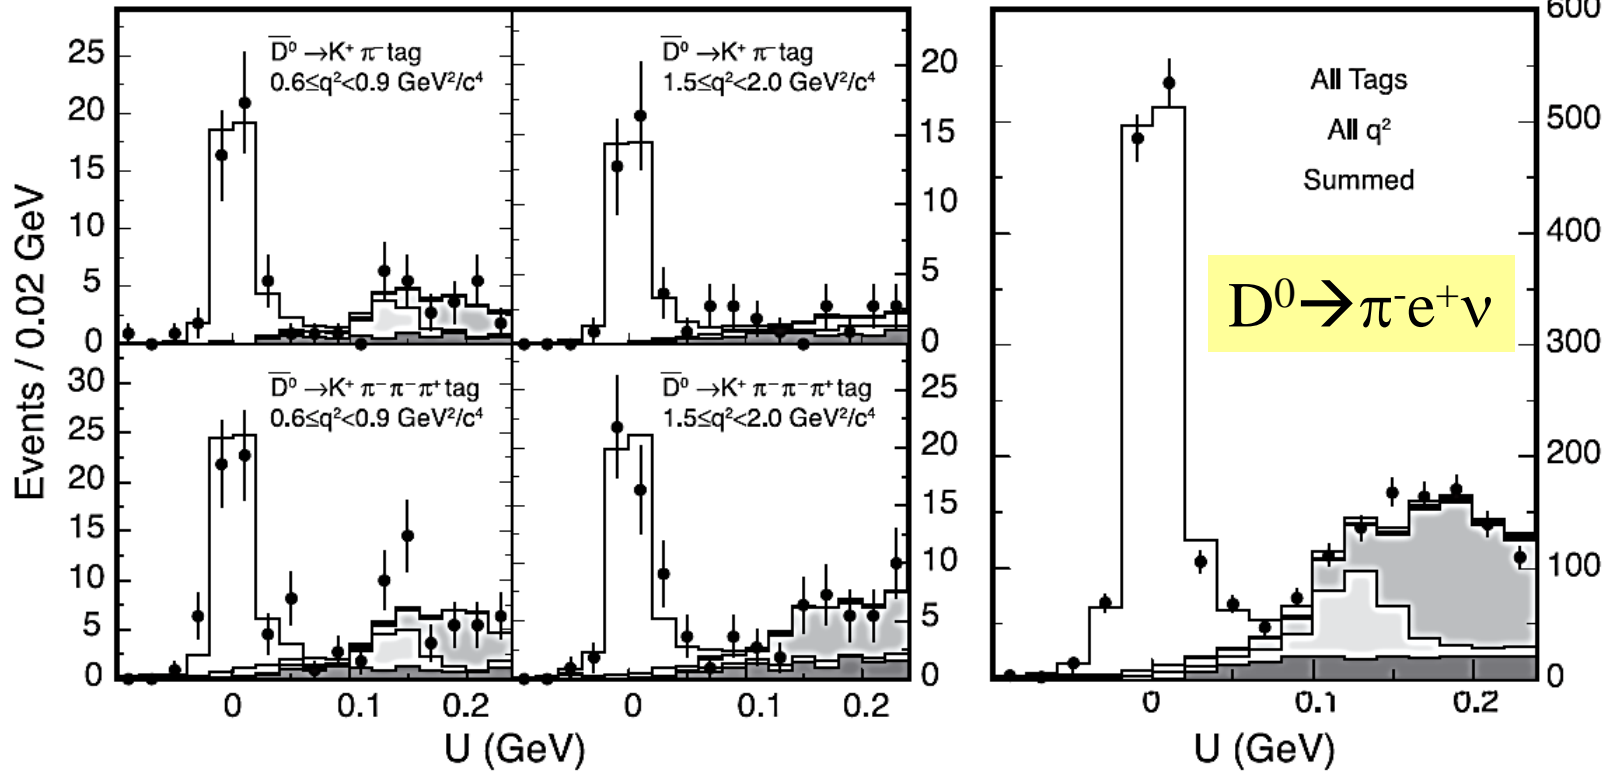 Events / 0.02 GeV
D̅⁰ →K⁺ π⁻ tag
0.6≤q²<0.9 GeV²/c⁴
25
20
15
10
5
0
D̅⁰ →K⁺ π⁻ tag
1.5≤q²<2.0 GeV²/c⁴
20
15
10
5
0
D̅⁰ →K⁺ π⁻π⁻π⁺ tag
0.6≤q²<0.9 GeV²/c⁴
30
25
20
15
10
5
0
D̅⁰ →K⁺ π⁻π⁻π⁺ tag
1.5≤q²<2.0 GeV²/c⁴
25
20
15
10
5
0
0 0.1 0.2
0 0.1 0.2
U (GeV)
All Tags
All q²
Summed
D⁰→π⁻e⁺ν
600
500
400
300
200
100
0
0 0.1 0.2
U (GeV)